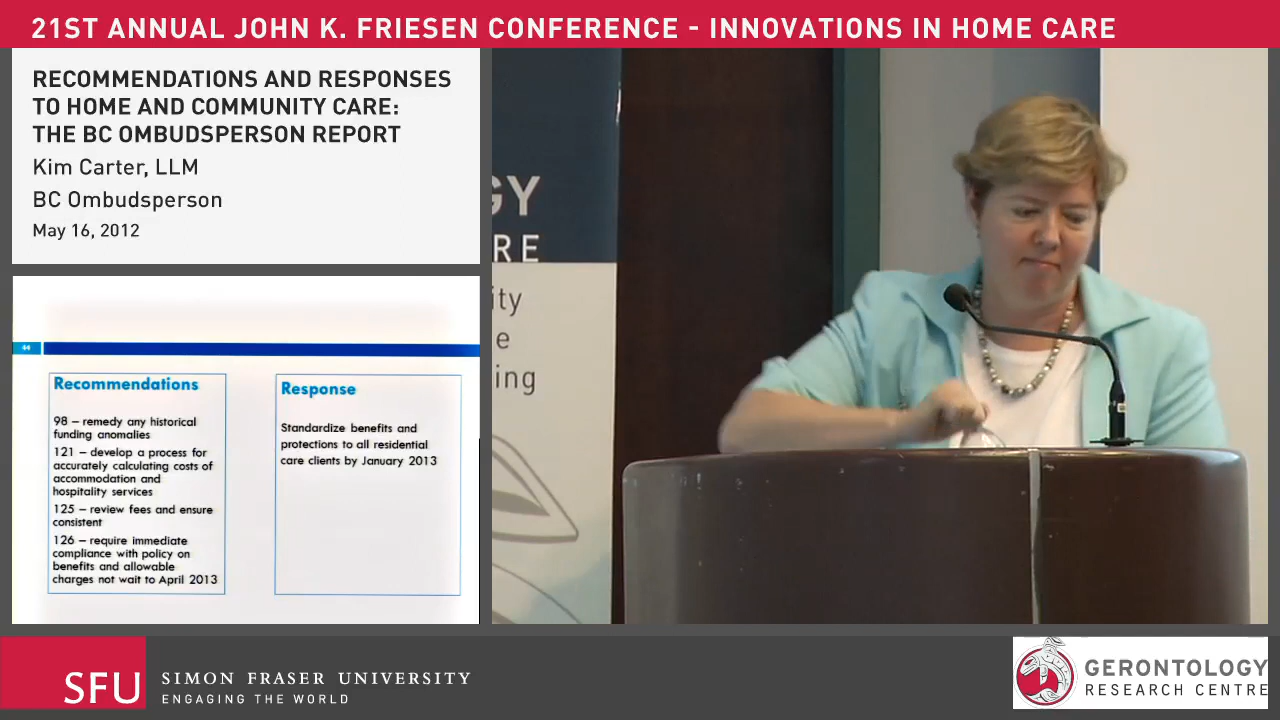 21ST ANNUAL JOHN K. FRIESEN CONFERENCE - INNOVATIONS IN HOME CARE
RECOMMENDATIONS AND RESPONSES
TO HOME AND COMMUNITY CARE:
THE BC OMBUDSPERSON REPORT
Kim Carter, LLM
BC Ombudsperson
May 16, 2012
44
Recommendations
98 – remedy any historical
funding anomalies
121 – develop a process for
accurately calculating costs of
accommodation and
hospitality services
125 – review fees and ensure
consistent
126 – require immediate
compliance with policy on
benefits and allowable
charges not wait to April 2013
Response
Standardize benefits and
protections to all residential
care clients by January 2013
GY
RE
ity
e
ing
SFU
SIMON FRASER UNIVERSITY
ENGAGING THE WORLD
GERONTOLOGY
RESEARCH CENTRE